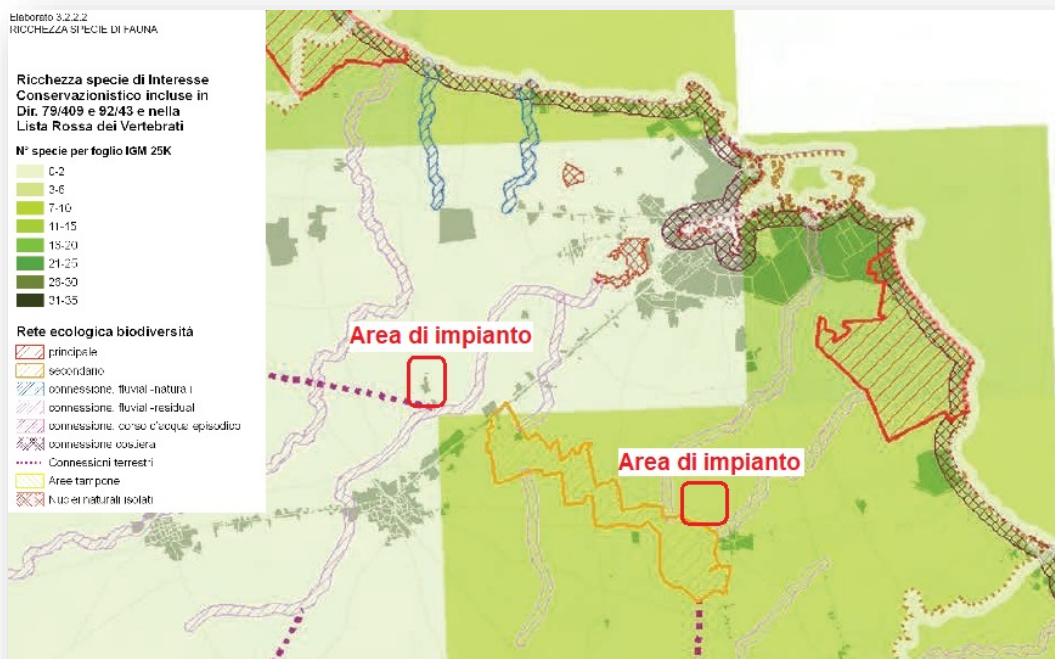 Elaborato 3.2.2.2
RICCHEZZA SPECIE DI FAUNA
Ricchezza specie di Interesse
Conservazionistico incluse in
Dir. 79/409 e 92/43 e nella
Lista Rossa dei Vertebrati
N° specie per foglio IGM 25K
0-2
3-6
7-10
11-15
16-20
21-25
26-30
31-35
Rete ecologica biodiversità
principale
secondario
connessione, fluviali-naturali
connessione, fluviali-residuali
connessione, corso d'acqua episodico
connessione costiera
Connessioni terrestri
Aree tampone
Nuclei naturali isolati
Area di impianto
Area di impianto